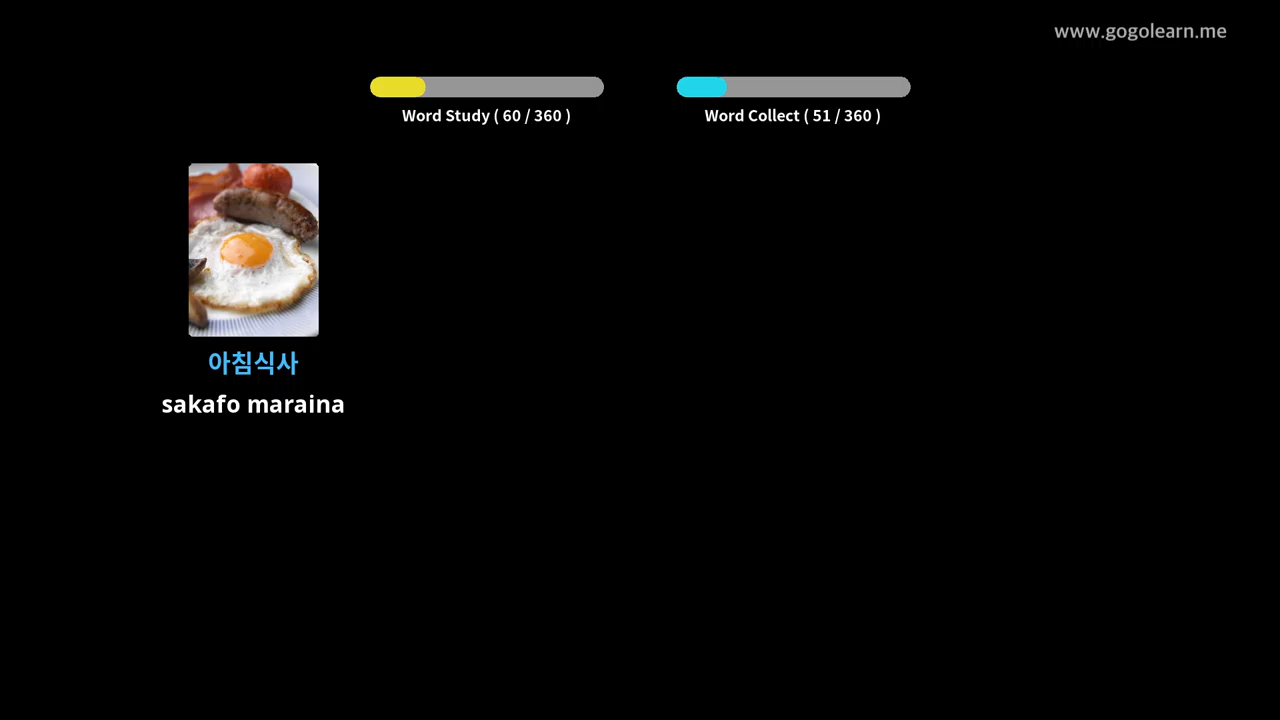 www.gogolearn.me
Word Study ( 60 / 360 )
Word Collect ( 51 / 360 )
아침식사
sakafo maraina